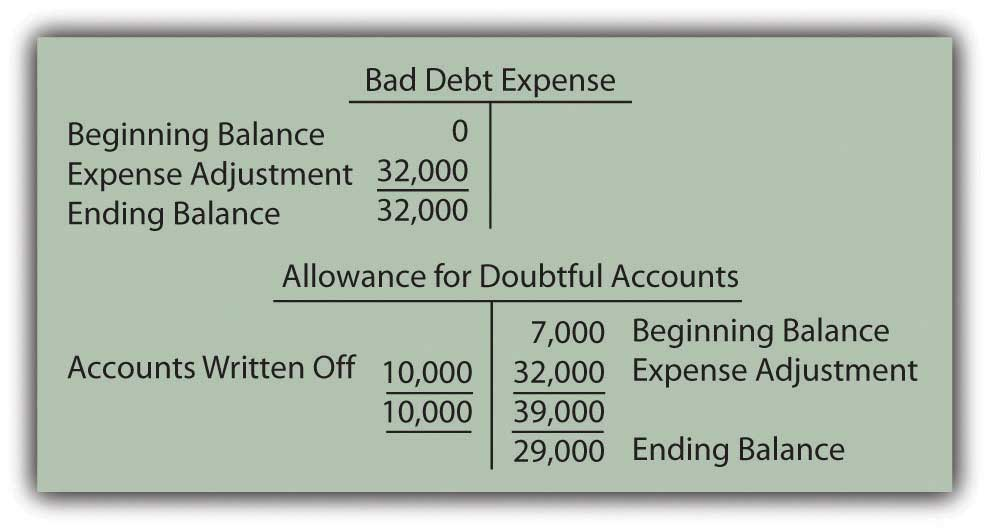 Bad Debt Expense
Beginning Balance 0
Expense Adjustment 32,000
Ending Balance 32,000
Allowance for Doubtful Accounts
7,000 Beginning Balance
Accounts Written Off 10,000 32,000 Expense Adjustment
10,000 39,000
29,000 Ending Balance